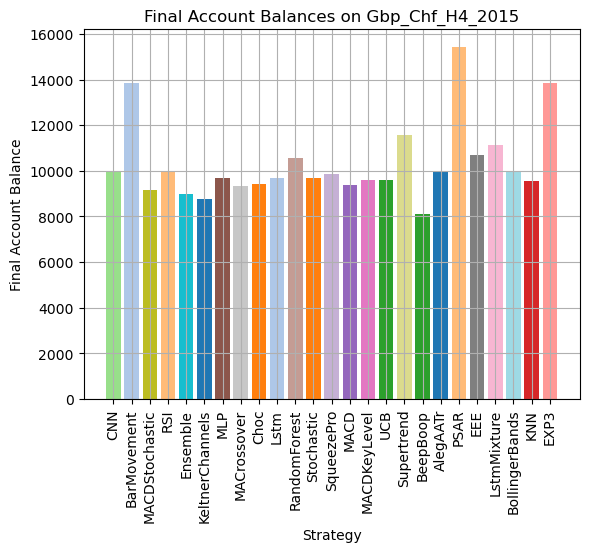 Final Account Balances on Gbp_Chf_H4_2015
Final Account Balance
16000
14000
12000
10000
8000
6000
4000
2000
0
CNN
BarMovement
MACDStochastic
RSI
Ensemble
KeltnerChannels
MLP
MACrossover
Choc
Lstm
RandomForest
Stochastic
SqueezePro
MACD
MACDKeyLevel
UCB
Supertrend
BeepBoop
AlegAATr
PSAR
EEE
LstmMixture
BollingerBands
KNN
EXP3
Strategy